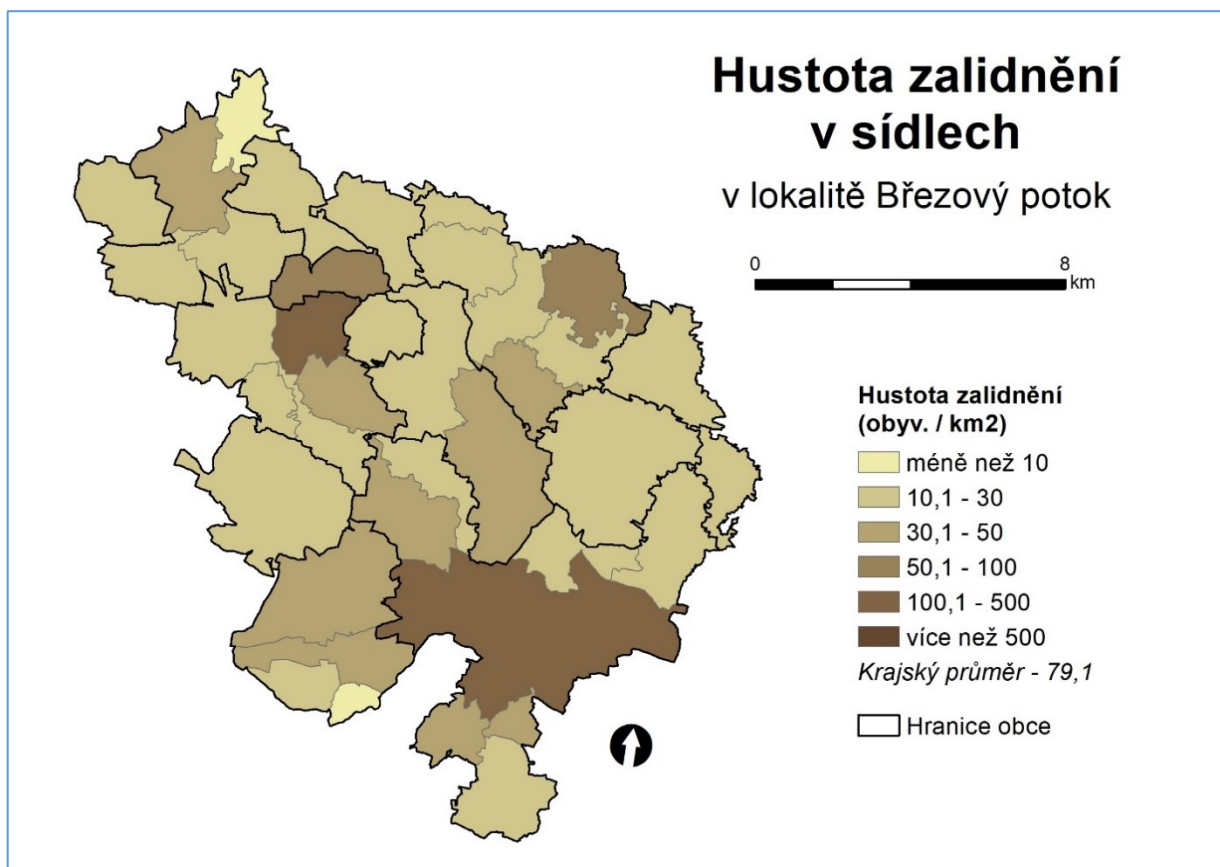 Hustota zalidnění
v sídlech
v lokalitě Březový potok
0 8
km
Hustota zalidnění
(obyv. / km2)
méně než 10
10,1 - 30
30,1 - 50
50,1 - 100
100,1 - 500
více než 500
Krajský průměr - 79,1
Hranice obce